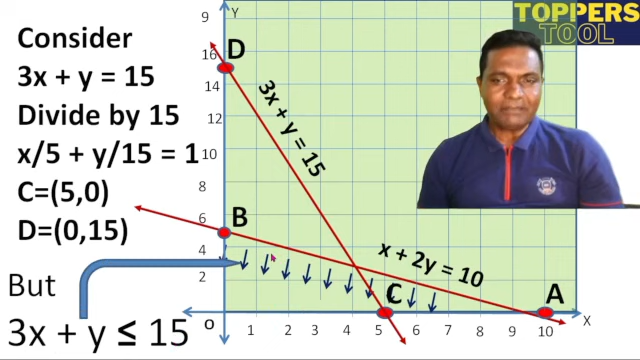 Consider
3x + y = 15
Divide by 15
x/5 + y/15 = 1
C=(5,0)
D=(0,15)
But
3x + y ≤ 15
Y
9
16
14
12
10
8
6
4
2
O
1
2
3
4
5
6
7
8
9
10
X
D
3x + y = 15
B
x + 2y = 10
C
A
TOPPERS
TOOL